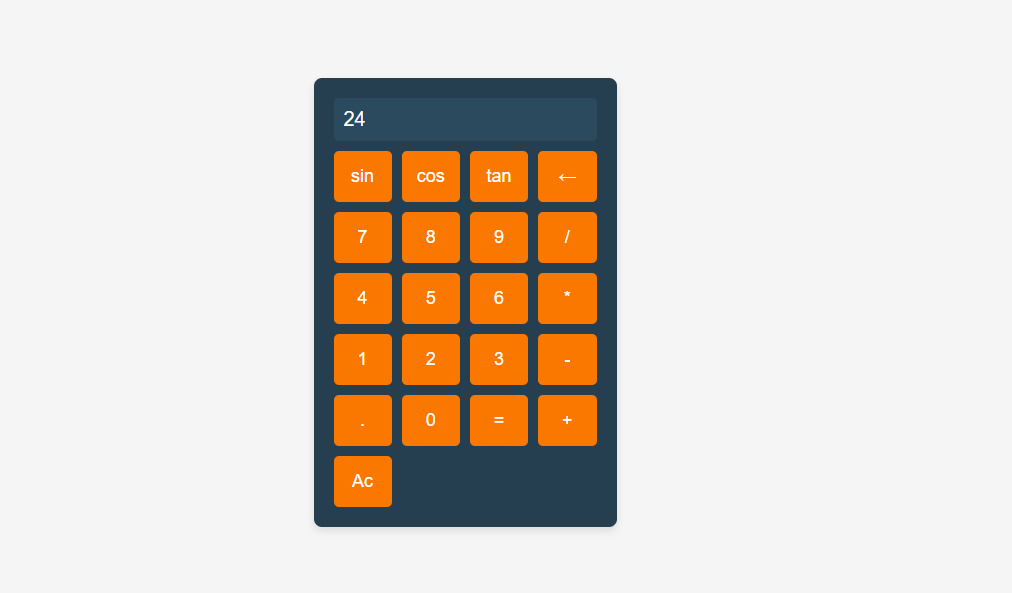 24
sin cos tan ←
7 8 9 /
4 5 6 *
1 2 3 -
. 0 = +
Ac